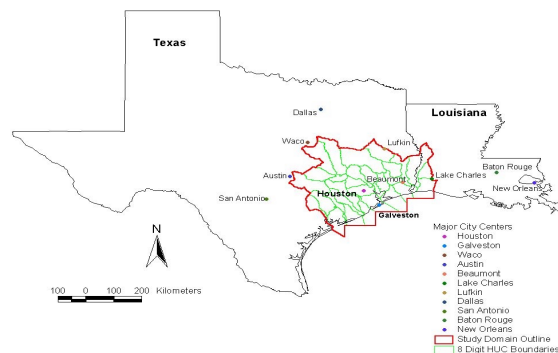 Texas
Louisiana
Dallas
Waco
Lufkin
Austin
Beaumont
Lake Charles
Baton Rouge
New Orleans
Houston
San Antonio
Galveston
N
100 0 100 200 Kilometers
Major City Centers
Houston
Galveston
Waco
Austin
Beaumont
Lake Charles
Lufkin
Dallas
San Antonio
Baton Rouge
New Orleans
Study Domain Outline
8 Digit HUC Boundaries